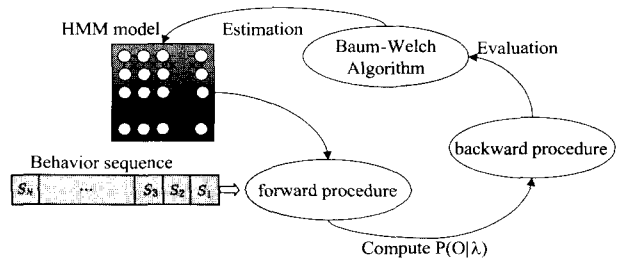 HMM model
Estimation
Baum-Welch
Algorithm
Evaluation
backward procedure
Behavior sequence
S_N ... S_3 S_2 S_1
forward procedure
Compute P(O|λ)